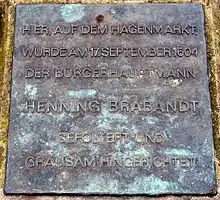 HIER, AUF DEM HAGENMARKT,
WURDE AM 17. SEPTEMBER 1604
DER BÜRGERHAUPTMANN
HENNING BRABANDT
GEFOLTERT UND
GRAUSAM HINGERICHTET